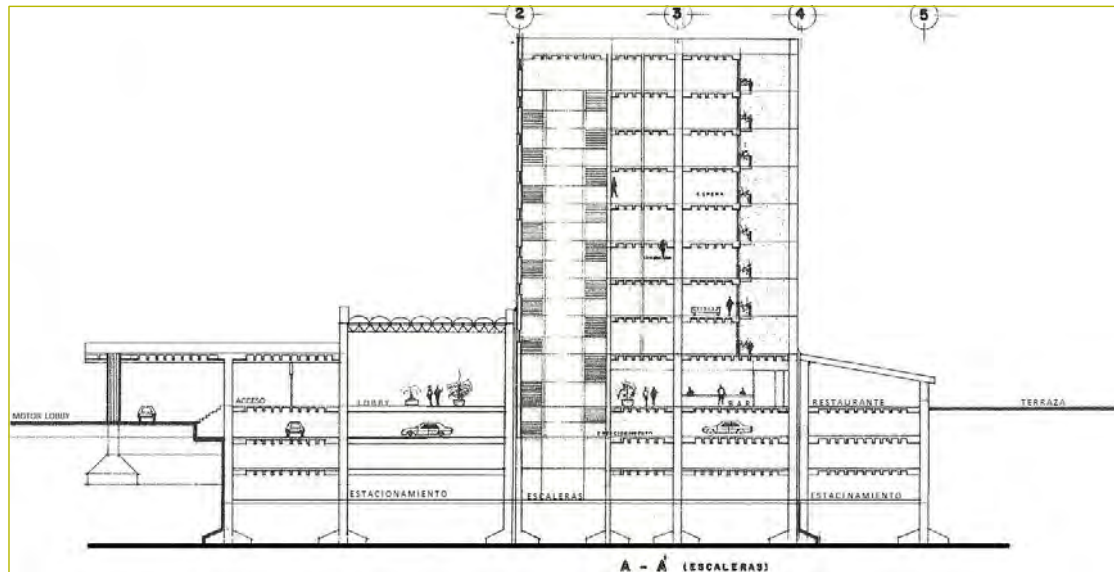 2 3 4 5
ESPERA
ACCESO
LOBBY
BAR
RESTAURANTE
TERRAZA
MOTOR LOBBY
ESTACIONAMIENTO
ESCALERAS
ESTACINAMIENTO
A - A' (ESCALERAS)